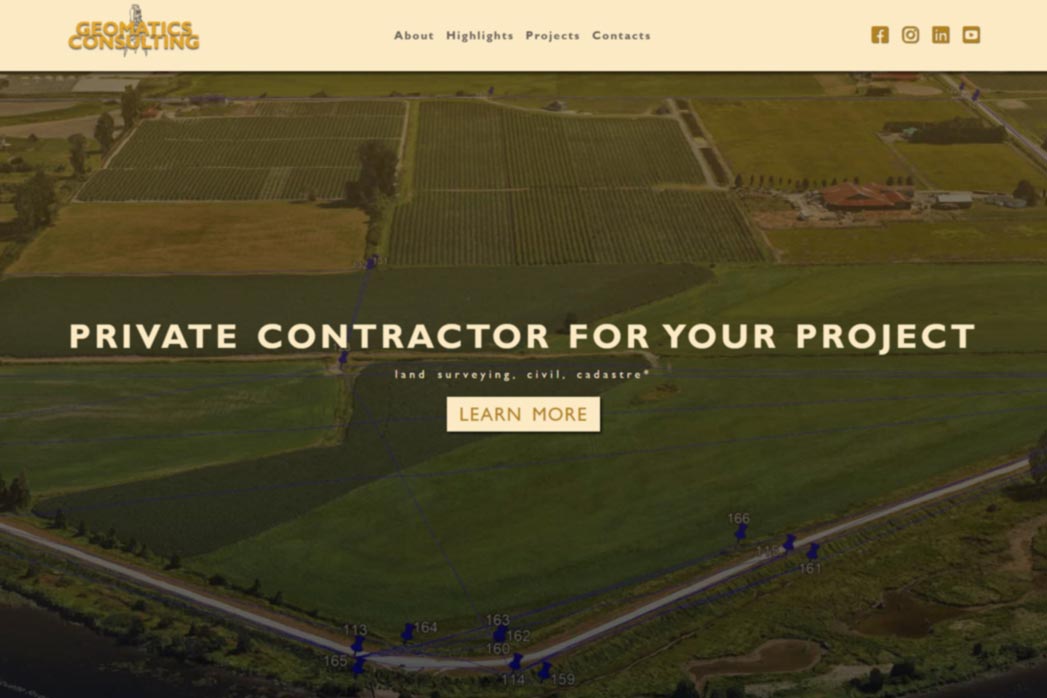 GEOMATICS
CONSULTING
About Highlights Projects Contacts
PRIVATE CONTRACTOR FOR YOUR PROJECT
land surveying, civil, cadastre*
LEARN MORE
166
161
163
113
164
162
160
165
114
159